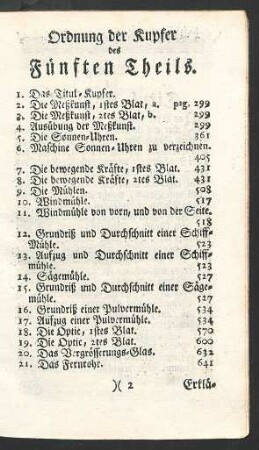 Ordnung der Kupfer
des
Fünften Theils.
1. Das Titul-Kupfer.
2. Die Meßkunst, 1stes Blat, a. pag. 299
3. Die Meßkunst, 2tes Blat, b. 299
4. Ausübung der Meßkunst. 299
5. Die Sonnen-Uhren. 361
6. Maschine Sonnen-Uhren zu verzeichnen.
405
7. Die bewegende Kräfte, 1stes Blat. 431
8. Die bewegende Kräfte, 2tes Blat. 431
9. Die Mühlen. 508
10. Windmühle. 517
11. Windmühle von vorn, und von der Seite.
518
12. Grundriß und Durchschnitt einer Schiff-
Mühle. 523
13. Aufzug und Durchschnitt einer Schiff-
mühle. 523
14. Sägemühle. 527
15. Grundriß und Durchschnitt einer Säge-
mühle. 527
16. Grundriß einer Pulvermühle. 534
17. Aufzug einer Pulvermühle. 534
18. Die Optic, 1stes Blat. 570
19. Die Optic, 2tes Blat. 600
20. Das Vergrösserungs-Glas. 632
21. Das Fernrohr. 641
)( 2 Erklä-